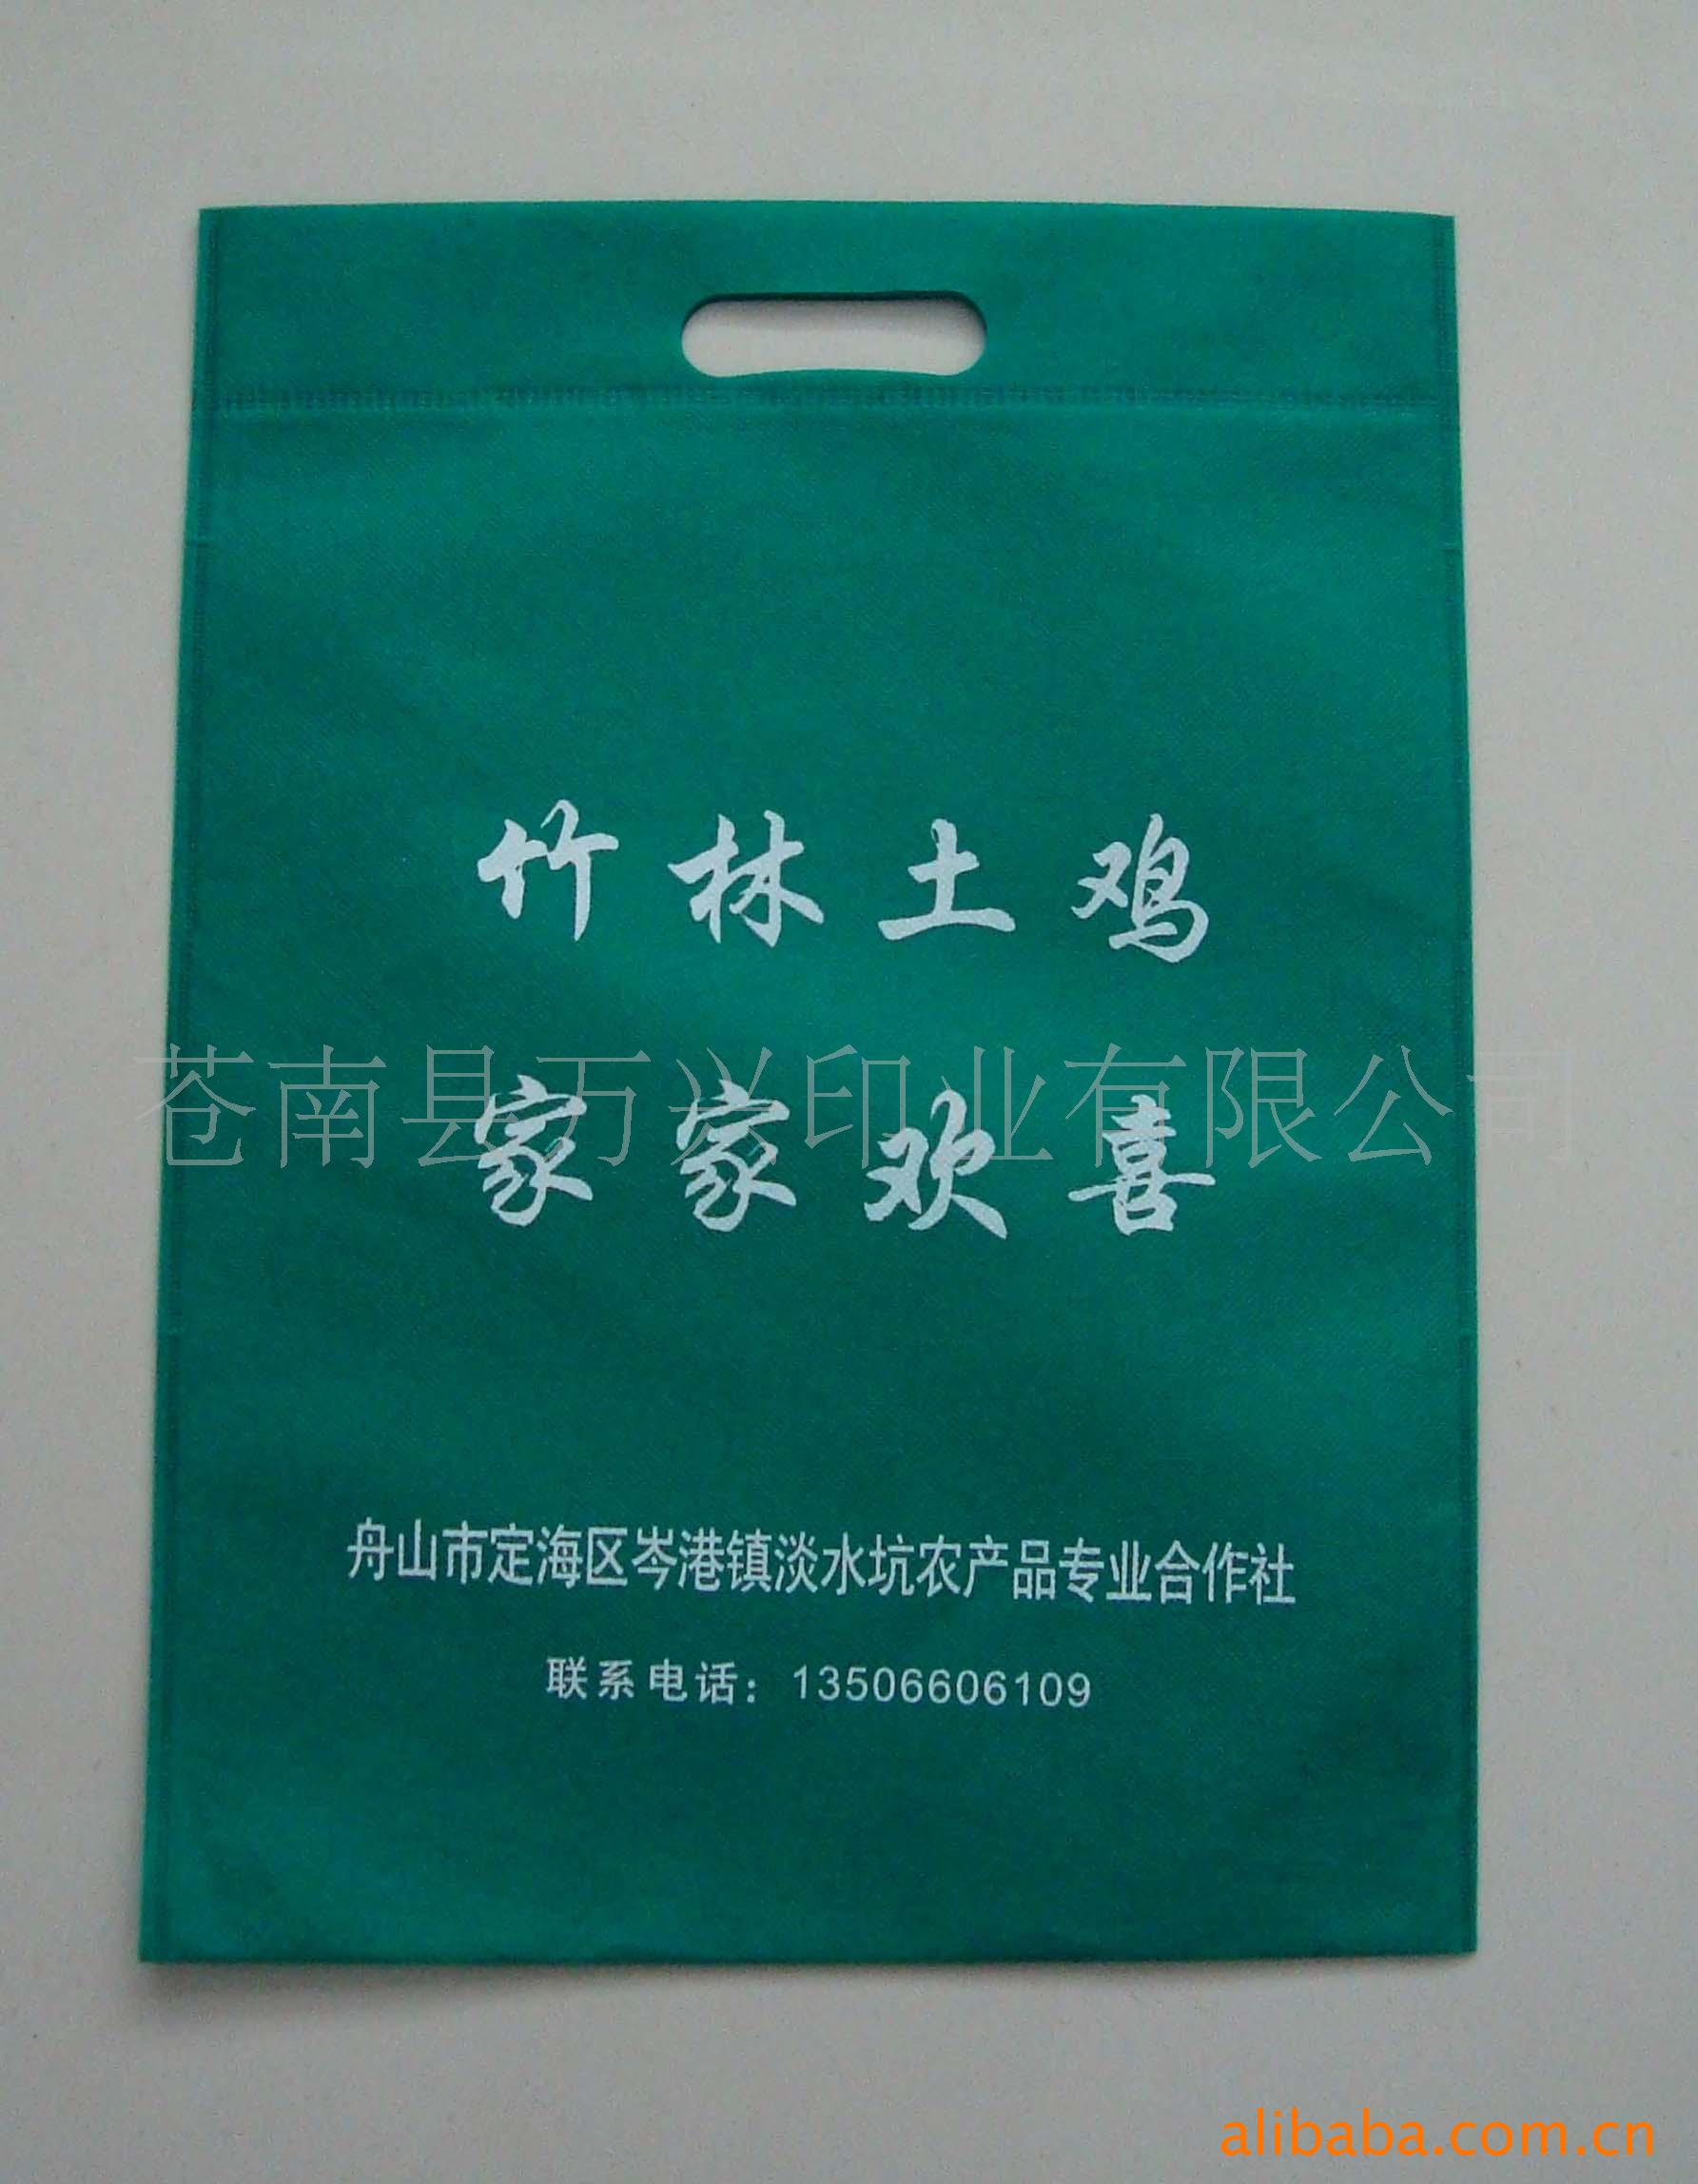 竹林土鸡
苍南县万兴印业有限公司
家家欢喜
舟山市定海区岑港镇淡水坑农产品专业合作社
联系电话：13506606109
alibaba.com.cn